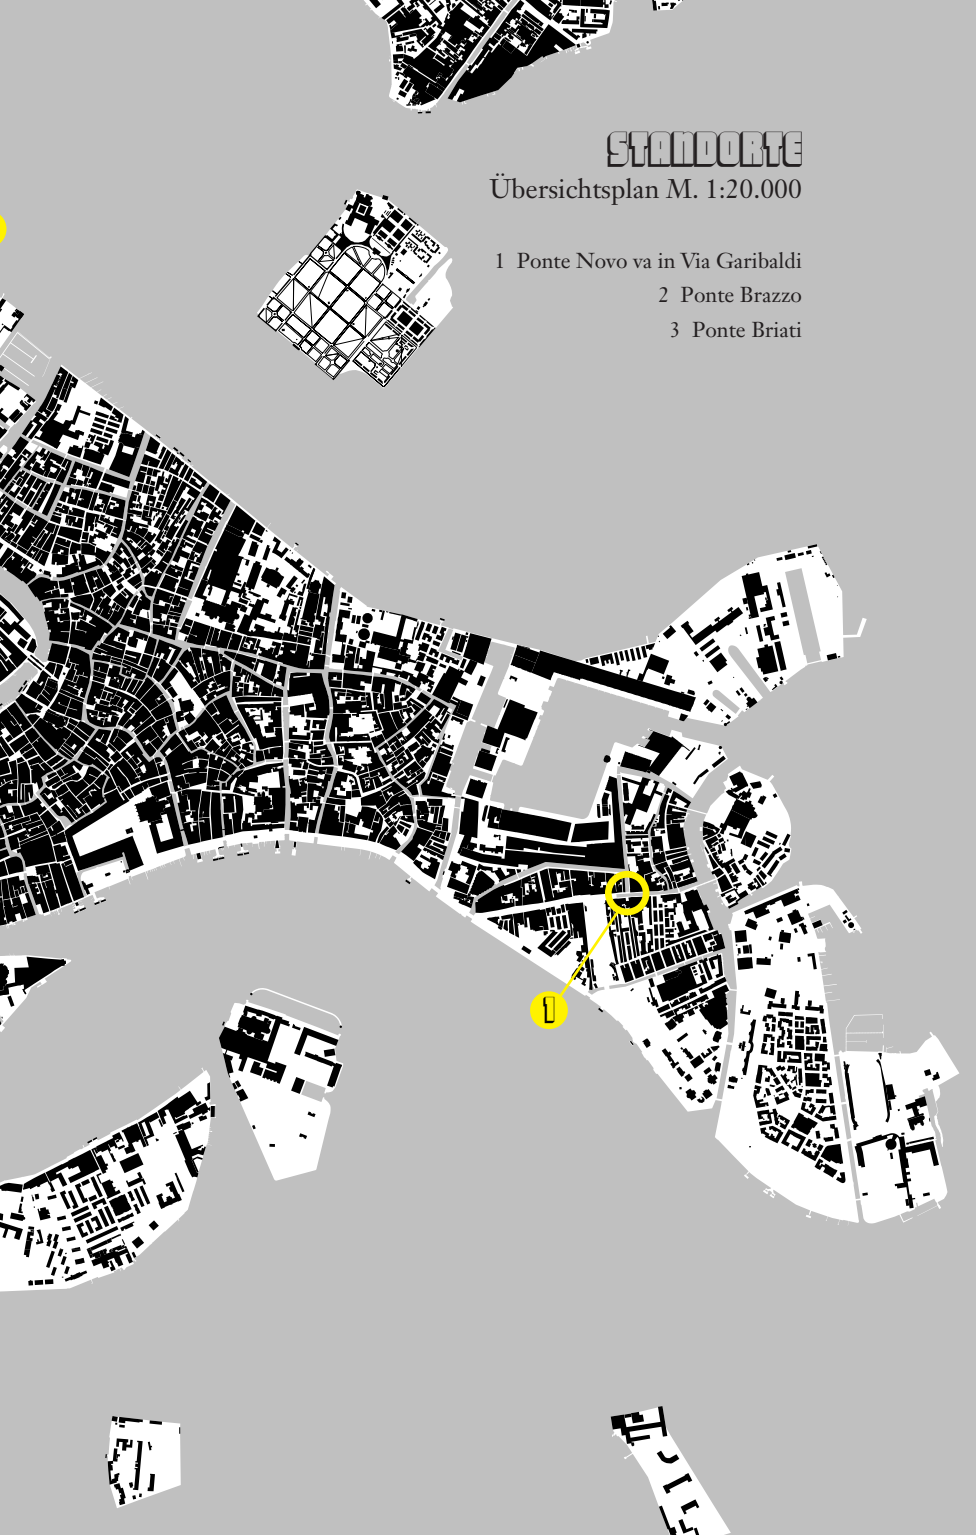 STANDORTE
Übersichtsplan M. 1:20.000
1 Ponte Novo va in Via Garibaldi
2 Ponte Brazzo
3 Ponte Briati
1